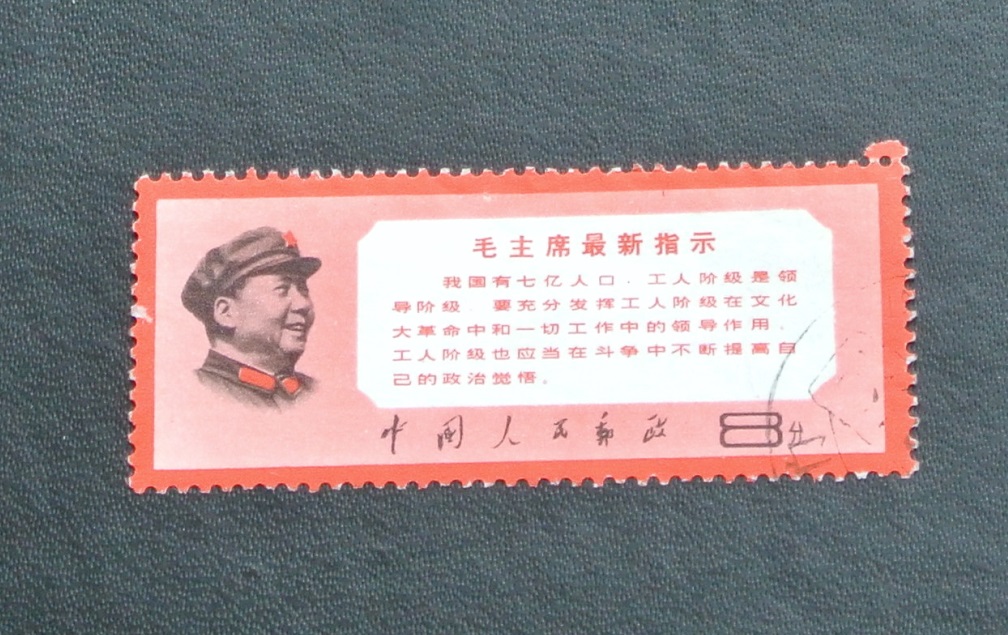 毛主席最新指示
我国有七亿人口，工人阶级是领
导阶级。要充分发挥工人阶级在文化
大革命中和一切工作中的领导作用。
工人阶级也应当在斗争中不断提高自
己的政治觉悟。
中国人民邮政 8分